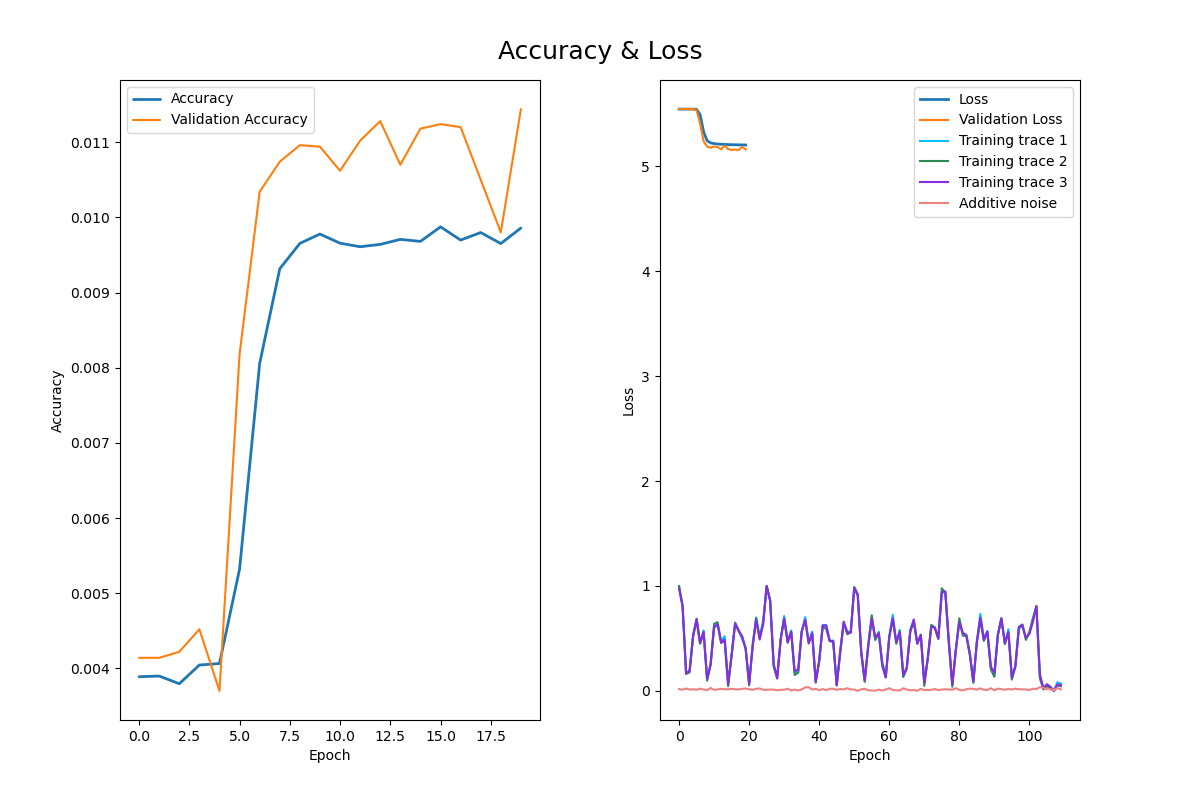 Accuracy & Loss
Accuracy
Validation Accuracy
0.011
0.010
0.009
0.008
0.007
0.006
0.005
0.004
Accuracy
0.0 2.5 5.0 7.5 10.0 12.5 15.0 17.5
Epoch
Loss
Validation Loss
Training trace 1
Training trace 2
Training trace 3
Additive noise
5
4
3
2
1
0
Loss
0 20 40 60 80 100
Epoch